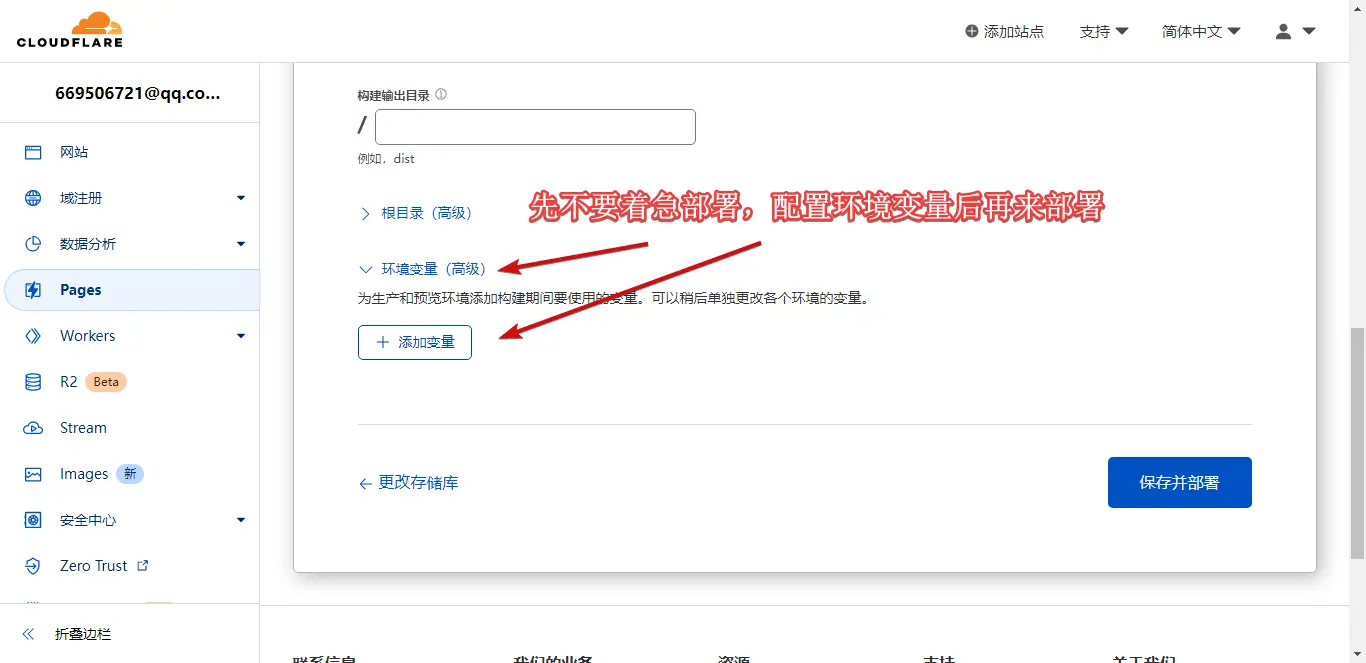 CLOUDFLARE
添加站点
支持
简体中文
669506721@qq.co...
网站
域注册
数据分析
Pages
Workers
R2 Beta
Stream
Images 新
安全中心
Zero Trust
折叠边栏
构建输出目录
/
例如，dist
先不要着急部署，配置环境变量后再来部署
根目录（高级）
环境变量（高级）
为生产和预览环境添加构建期间要使用的变量。可以稍后单独更改各个环境的变量。
添加变量
更改存储库
保存并部署
联系信息
我们的业务
资源
支持
关于我们